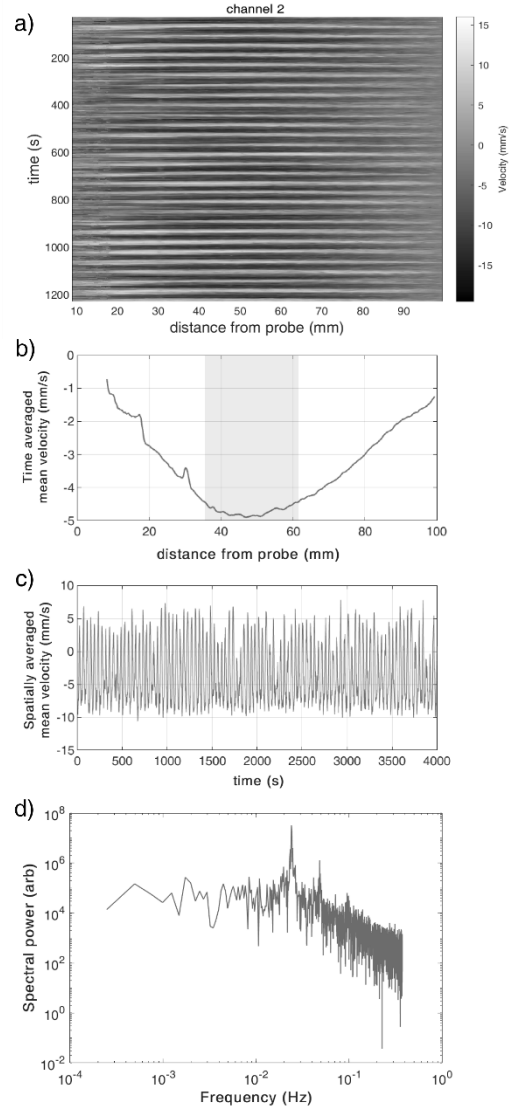 channel 2
a)
200
400
600
800
1000
1200
time (s)
10 20 30 40 50 60 70 80 90
distance from probe (mm)
15
10
5
0
-5
-10
-15
Velocity (mm/s)
b)
0
-1
-2
-3
-4
-5
Time averaged
mean velocity (mm/s)
0 20 40 60 80 100
distance from probe (mm)
c)
10
5
0
-5
-10
-15
Spatially averaged
mean velocity (mm/s)
0 500 1000 1500 2000 2500 3000 3500 4000
time (s)
d)
10^8
10^6
10^4
10^2
10^0
10^-2
Spectral power (arb)
10^-4 10^-3 10^-2 10^-1 10^0
Frequency (Hz)